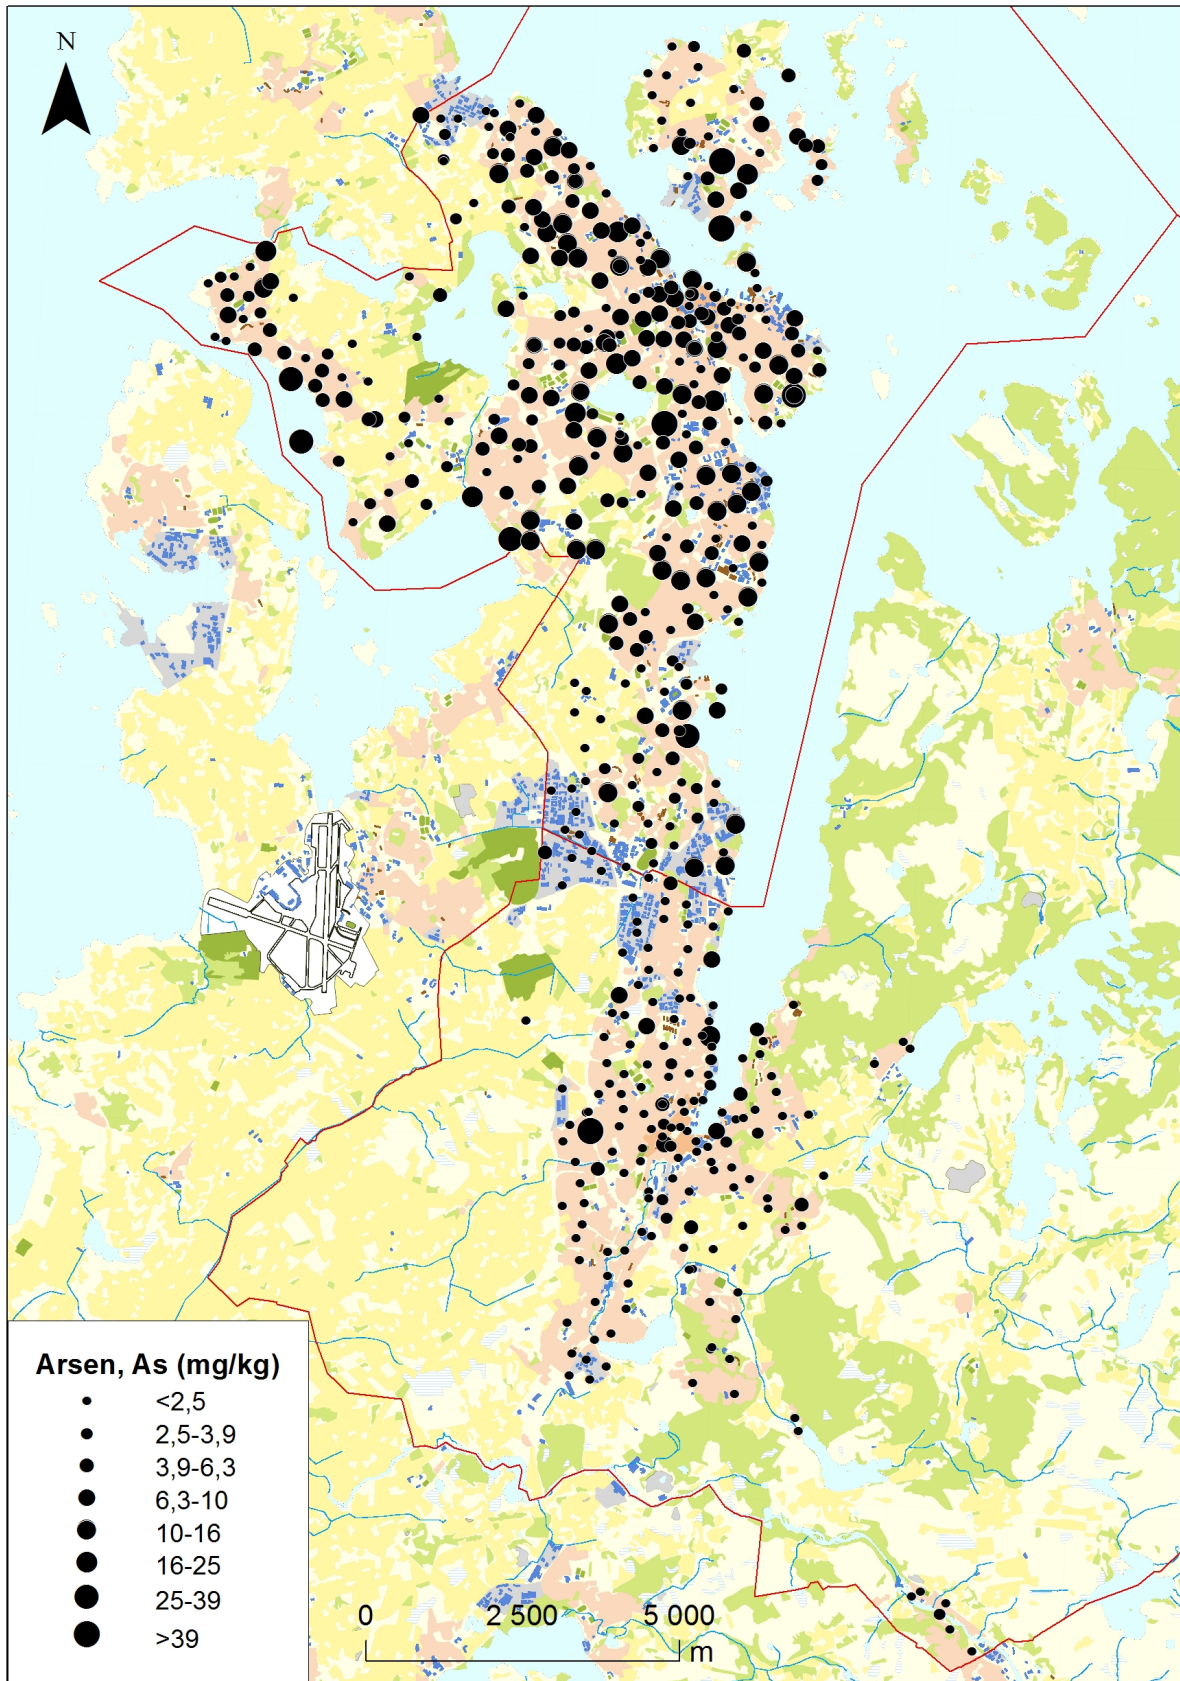 N
Arsen, As (mg/kg)
<2,5
2,5-3,9
3,9-6,3
6,3-10
10-16
16-25
25-39
>39
0 2 500 5 000
m